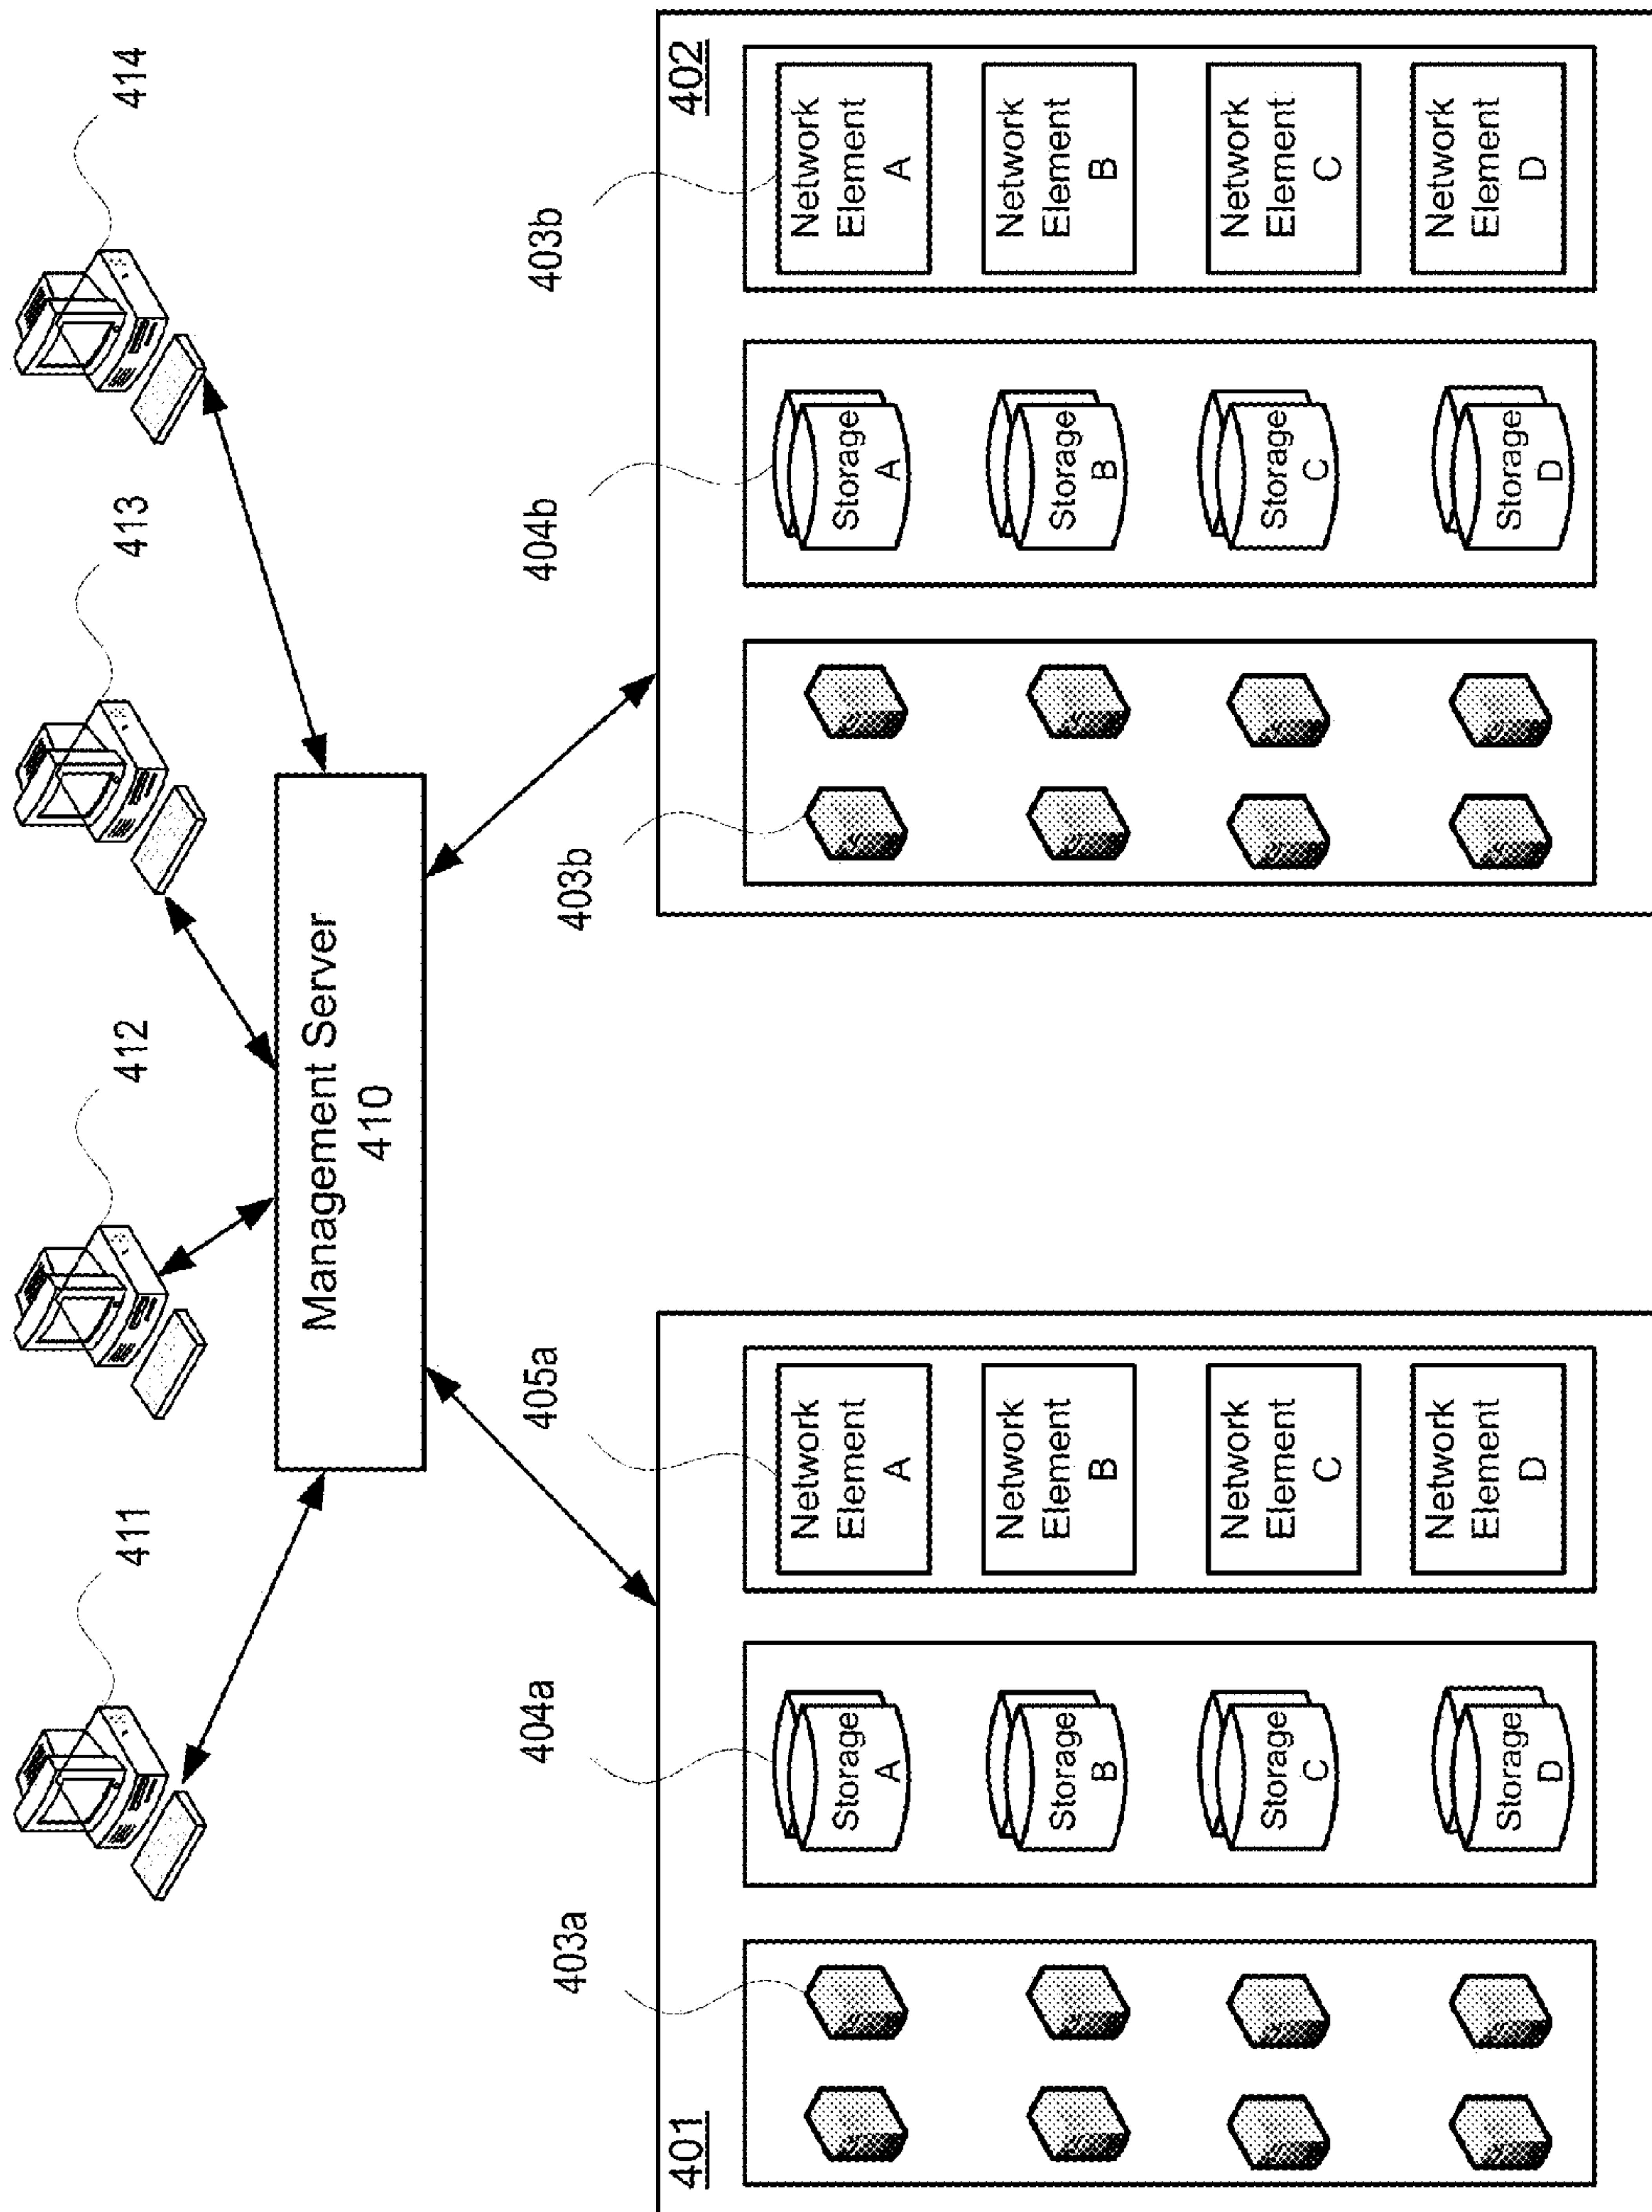 411
412
413
414
Management Server
410
401
403a
404a
405a
Storage
A
Storage
B
Storage
C
Storage
D
Network
Element
A
Network
Element
B
Network
Element
C
Network
Element
D
402
403b
404b
403b
Storage
A
Storage
B
Storage
C
Storage
D
Network
Element
A
Network
Element
B
Network
Element
C
Network
Element
D